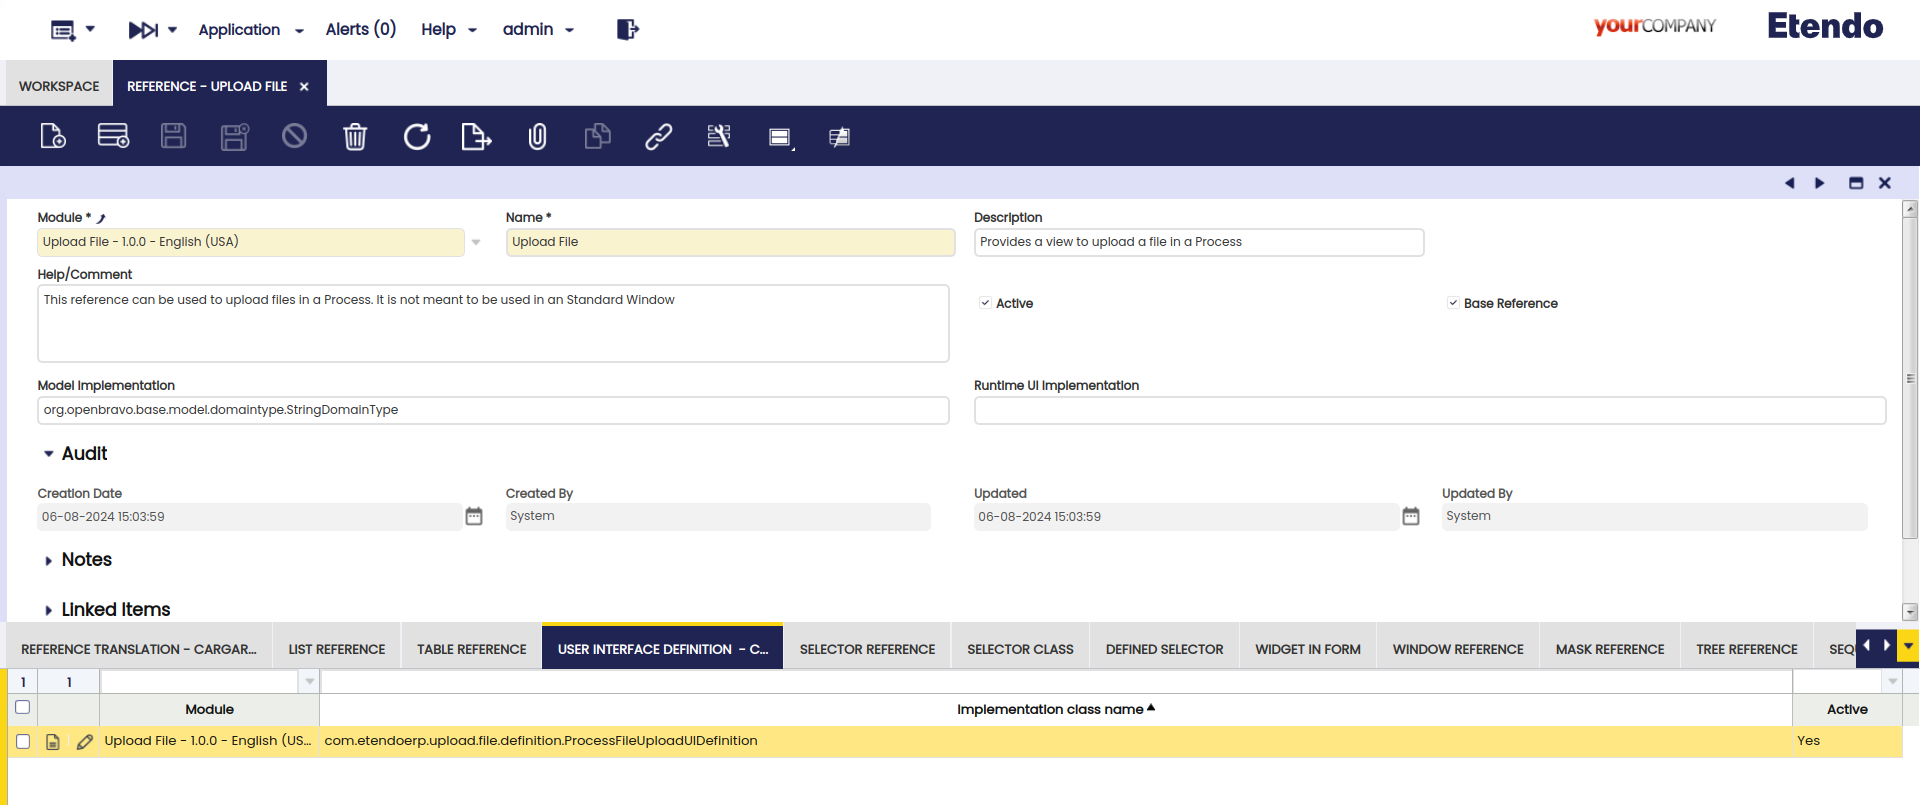 Application
Alerts (0)
Help
admin
yourCOMPANY
Etendo
WORKSPACE
REFERENCE - UPLOAD FILE
Module *
Name *
Description
Upload File - 1.0.0 - English (USA)
Upload File
Provides a view to upload a file in a Process
Help/Comment
This reference can be used to upload files in a Process. It is not meant to be used in an Standard Window
Active
Base Reference
Model Implementation
Runtime UI Implementation
org.openbravo.base.model.domaintype.StringDomainType
Audit
Creation Date
Created By
Updated
Updated By
06-08-2024 15:03:59
System
06-08-2024 15:03:59
System
Notes
Linked Items
REFERENCE TRANSLATION - CARGAR...
LIST REFERENCE
TABLE REFERENCE
USER INTERFACE DEFINITION - C...
SELECTOR REFERENCE
SELECTOR CLASS
DEFINED SELECTOR
WIDGET IN FORM
WINDOW REFERENCE
MASK REFERENCE
TREE REFERENCE
SEQ
1
1
Module
Implementation class name
Active
Upload File - 1.0.0 - English (US...
com.etendoerp.upload.file.definition.ProcessFileUploadUIDefinition
Yes